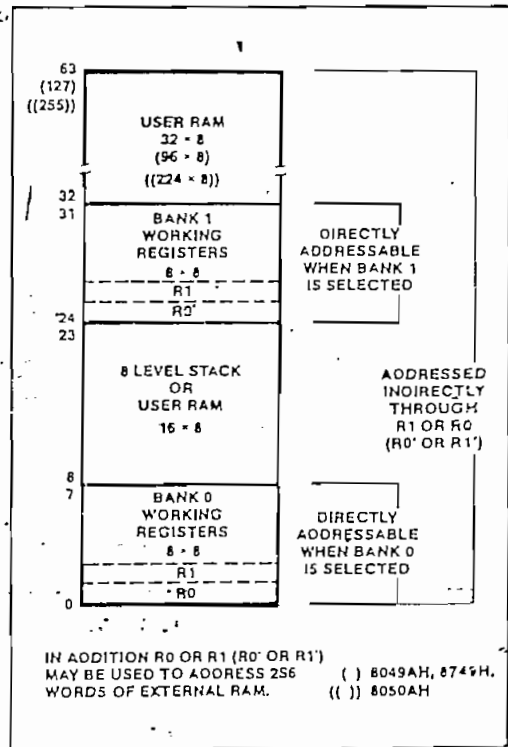 63
(127)
((255))
USER RAM
32 × 8
(96 × 8)
((224 × 8))
32
31
BANK 1
WORKING
REGISTERS
8 × 8
R1
R0'
DIRECTLY
ADDRESSABLE
WHEN BANK 1
IS SELECTED
24
23
8 LEVEL STACK
OR
USER RAM
16 × 8
ADDRESSED
INDIRECTLY
THROUGH
R1 OR R0
(R0' OR R1')
8
7
BANK 0
WORKING
REGISTERS
8 × 8
R1
R0
DIRECTLY
ADDRESSABLE
WHEN BANK 0
IS SELECTED
0
IN ADDITION R0 OR R1 (R0' OR R1')
MAY BE USED TO ADDRESS 256
WORDS OF EXTERNAL RAM.
( ) 8049AH, 8749H,
(( )) 8050AH